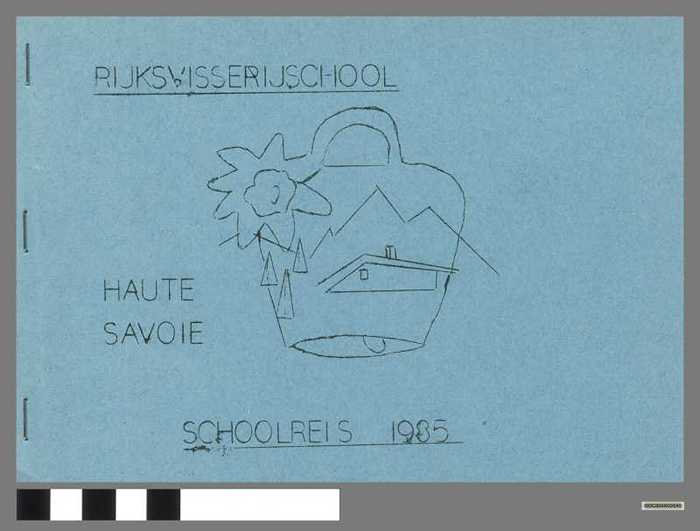 RIJKSVISSERIJSCHOOL
HAUTE
SAVOIE
SCHOOLREIS 1985